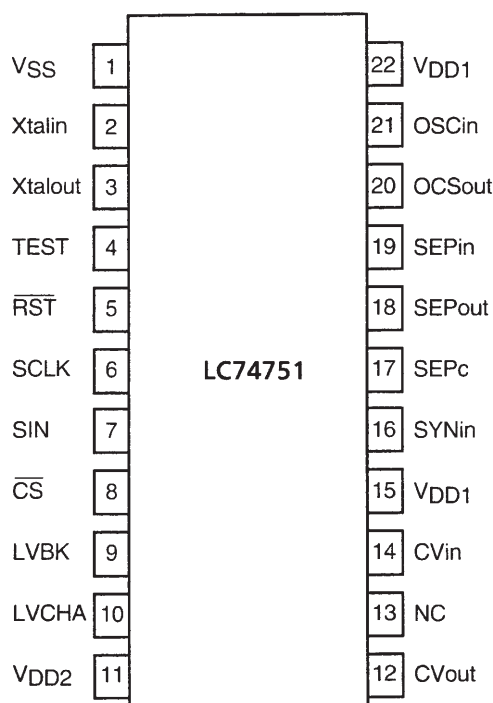 VSS 1 22 VDD1
Xtalin 2 21 OSCin
Xtalout 3 20 OCSout
TEST 4 19 SEPin
R̅S̅T̅ 5 18 SEPout
SCLK 6 LC74751 17 SEPc
SIN 7 16 SYNin
C̅S̅ 8 15 VDD1
LVBK 9 14 CVin
LVCHA 10 13 NC
VDD2 11 12 CVout